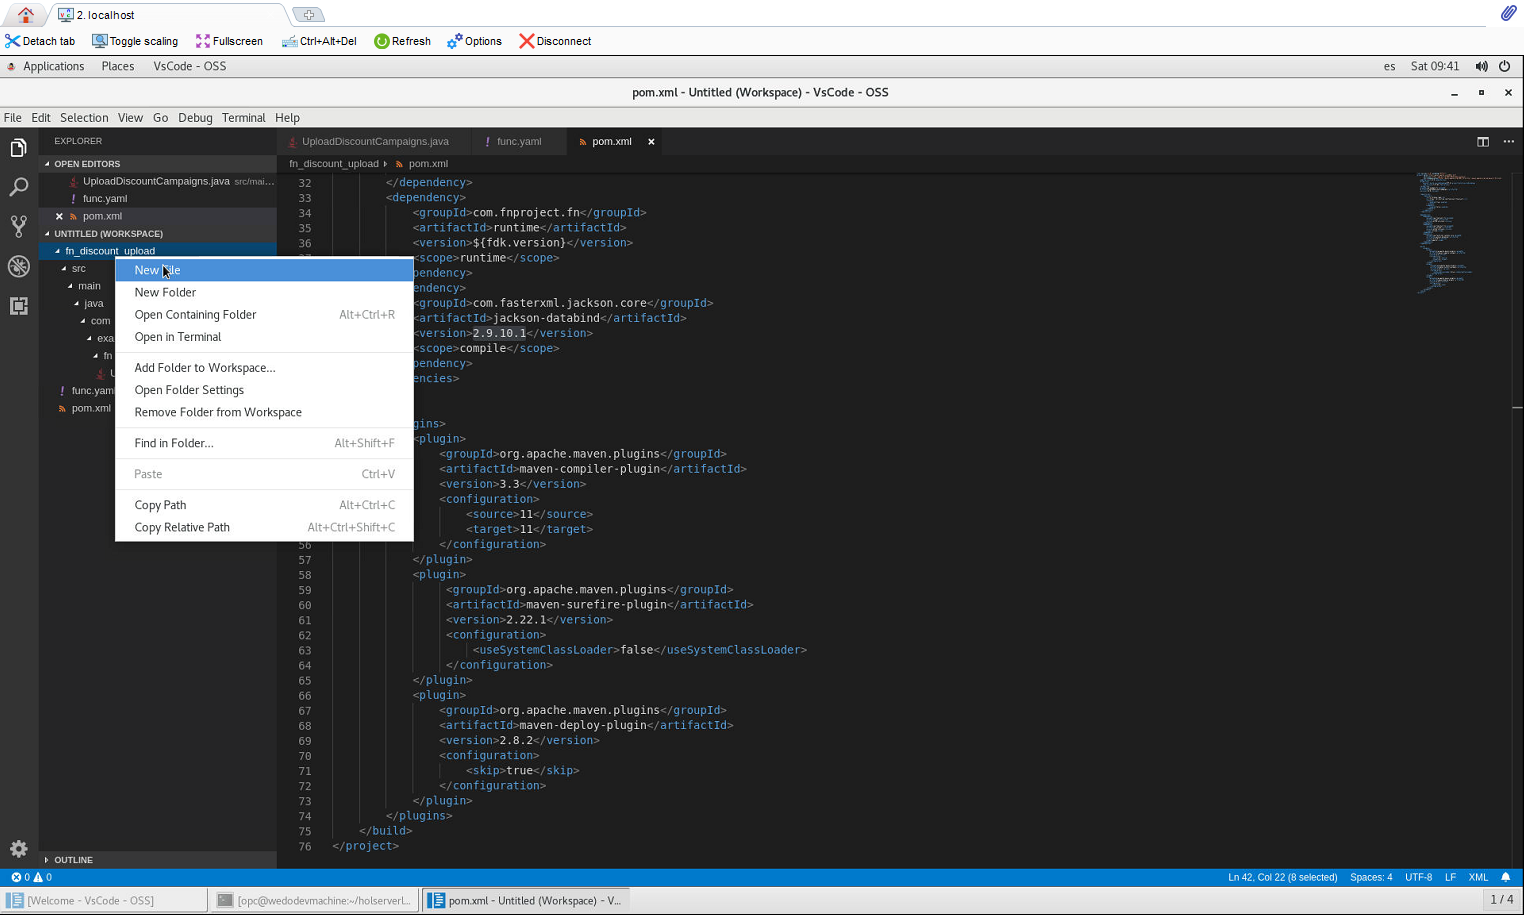 2. localhost
Detach tab Toggle scaling Fullscreen Ctrl+Alt+Del Refresh Options Disconnect
Applications Places VsCode - OSS es Sat 09:41
pom.xml - Untitled (Workspace) - VsCode - OSS
File Edit Selection View Go Debug Terminal Help
EXPLORER
OPEN EDITORS
UploadDiscountCampaigns.java src/mai...
func.yaml
pom.xml
UNTITLED (WORKSPACE)
fn_discount_upload
src
main
java
com
exa
fn
U
func.yaml
pom.xml
OUTLINE
New File
New Folder
Open Containing Folder Alt+Ctrl+R
Open in Terminal
Add Folder to Workspace...
Open Folder Settings
Remove Folder from Workspace
Find in Folder... Alt+Shift+F
Paste Ctrl+V
Copy Path Alt+Ctrl+C
Copy Relative Path Alt+Ctrl+Shift+C
UploadDiscountCampaigns.java func.yaml pom.xml
fn_discount_upload pom.xml
32 </dependency>
33 <dependency>
34 <groupId>com.fnproject.fn</groupId>
35 <artifactId>runtime</artifactId>
36 <version>${fdk.version}</version>
<scope>runtime</scope>
pendency>
ndency>
<groupId>com.fasterxml.jackson.core</groupId>
<artifactId>jackson-databind</artifactId>
<version>2.9.10.1</version>
<scope>compile</scope>
pendency>
encies>
gins>
<plugin>
<groupId>org.apache.maven.plugins</groupId>
<artifactId>maven-compiler-plugin</artifactId>
<version>3.3</version>
<configuration>
<source>11</source>
<target>11</target>
56 </configuration>
57 </plugin>
58 <plugin>
59 <groupId>org.apache.maven.plugins</groupId>
60 <artifactId>maven-surefire-plugin</artifactId>
61 <version>2.22.1</version>
62 <configuration>
63 <useSystemClassLoader>false</useSystemClassLoader>
64 </configuration>
65 </plugin>
66 <plugin>
67 <groupId>org.apache.maven.plugins</groupId>
68 <artifactId>maven-deploy-plugin</artifactId>
69 <version>2.8.2</version>
70 <configuration>
71 <skip>true</skip>
72 </configuration>
73 </plugin>
74 </plugins>
75 </build>
76 </project>
0 0 Ln 42, Col 22 (8 selected) Spaces: 4 UTF-8 LF XML
[Welcome - VsCode - OSS] [opc@wedodevmachine:~/holserverl... pom.xml - Untitled (Workspace) - V... 1 / 4